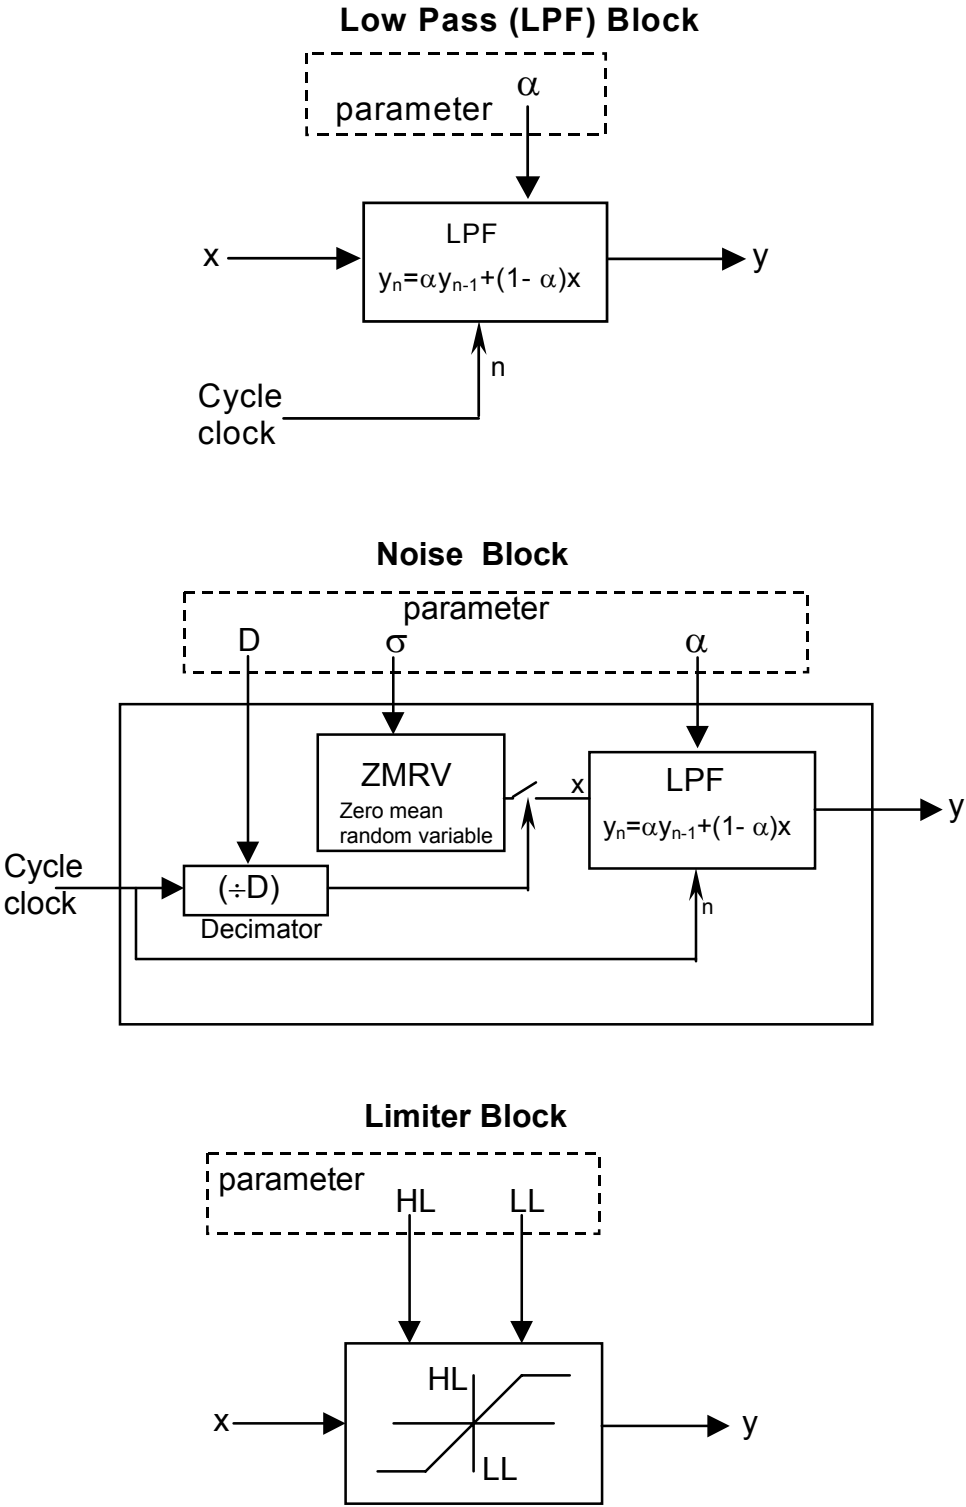 Low Pass (LPF) Block
α
parameter
LPF
x
y
yₙ=αyₙ₋₁+(1- α)x
n
Cycle
clock
Noise Block
parameter
D
σ
α
ZMRV
Zero mean
random variable
x
LPF
yₙ=αyₙ₋₁+(1- α)x
y
Cycle
clock
(÷D)
Decimator
n
Limiter Block
parameter
HL
LL
HL
x
y
LL